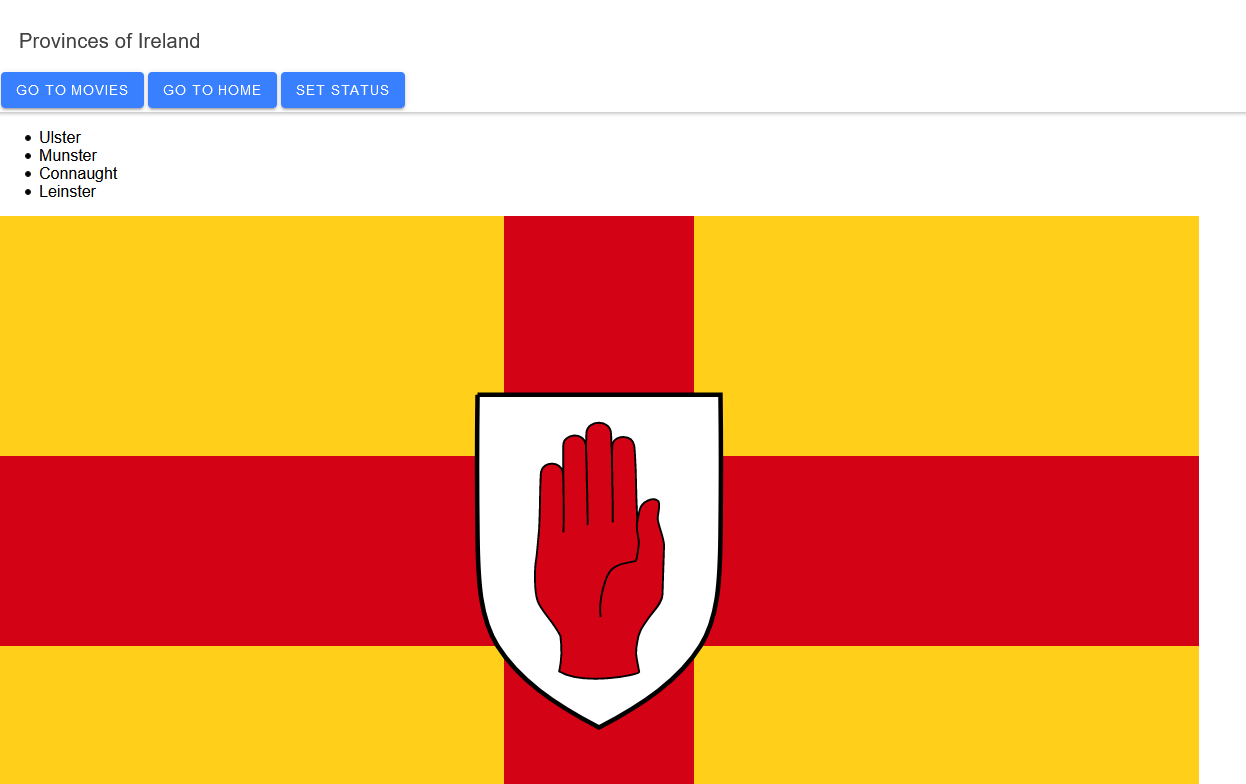 Provinces of Ireland
GO TO MOVIES GO TO HOME SET STATUS
Ulster
Munster
Connaught
Leinster